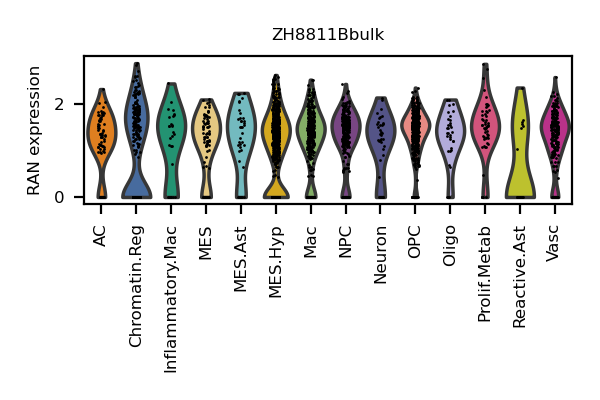 ZH8811Bbulk
RAN expression
2
0
AC
Chromatin.Reg
Inflammatory.Mac
MES
MES.Ast
MES.Hyp
Mac
NPC
Neuron
OPC
Oligo
Prolif.Metab
Reactive.Ast
Vasc